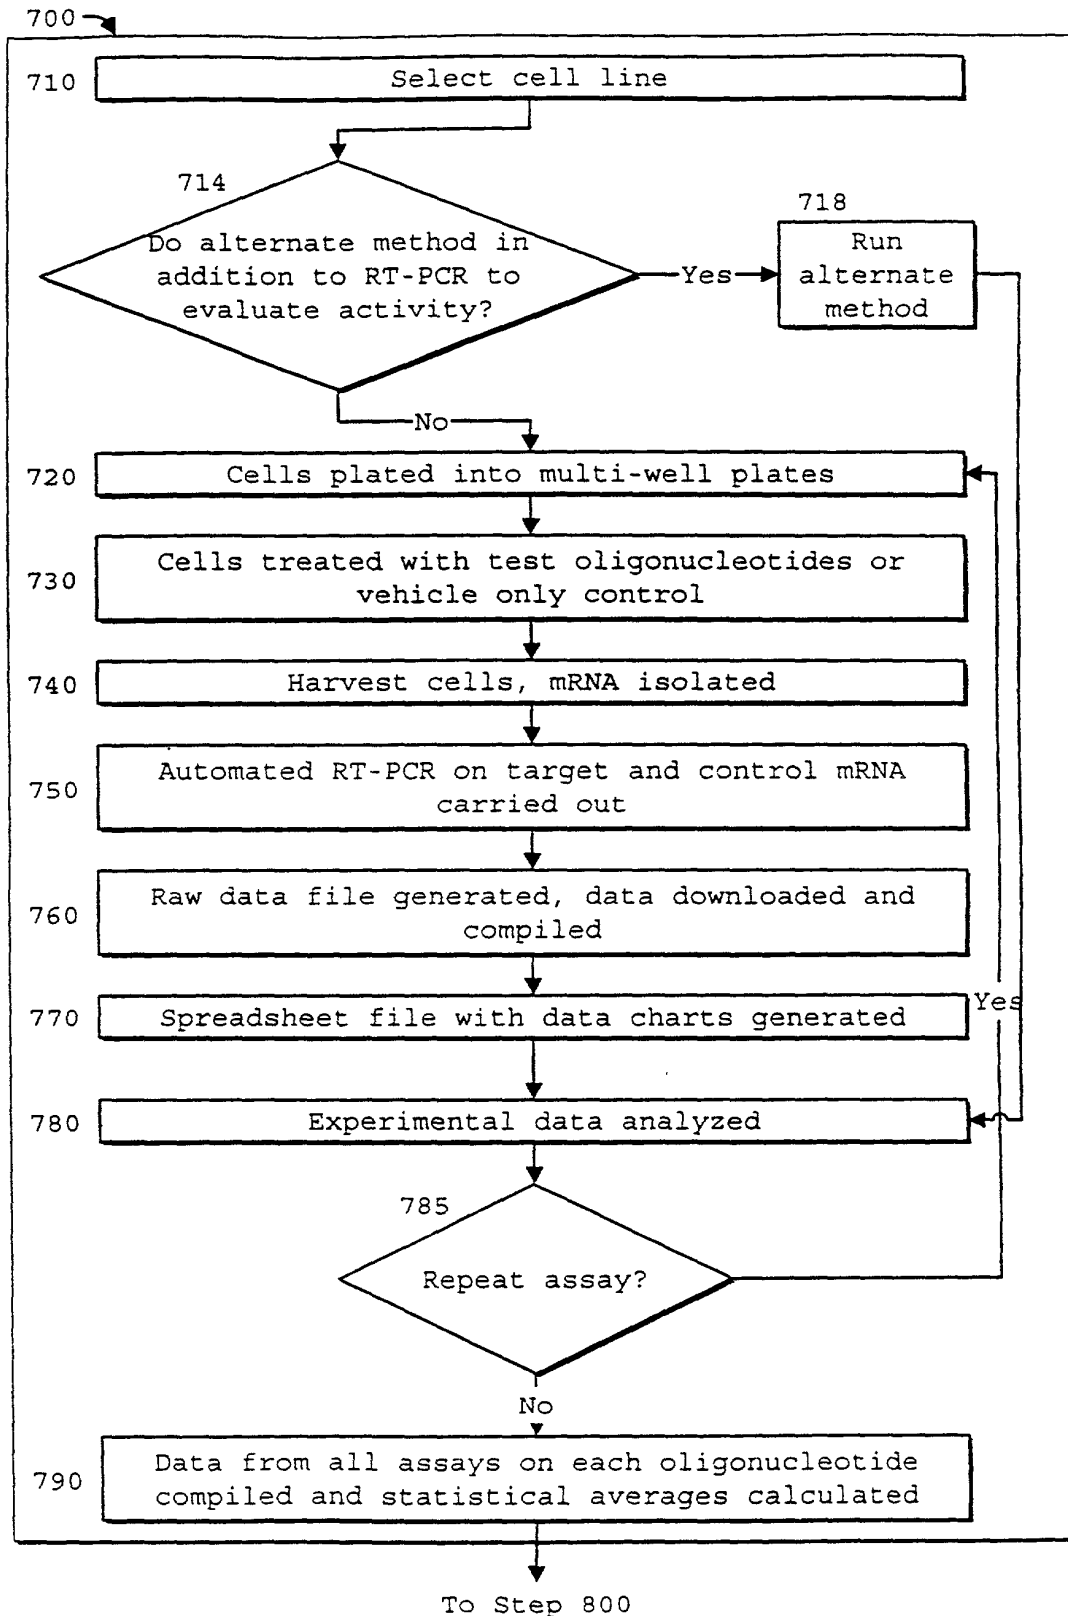 700
710
Select cell line
714
Do alternate method in
addition to RT-PCR to
evaluate activity?
Yes
718
Run
alternate
method
No
720
Cells plated into multi-well plates
730
Cells treated with test oligonucleotides or
vehicle only control
740
Harvest cells, mRNA isolated
750
Automated RT-PCR on target and control mRNA
carried out
760
Raw data file generated, data downloaded and
compiled
770
Spreadsheet file with data charts generated
Yes
780
Experimental data analyzed
785
Repeat assay?
No
790
Data from all assays on each oligonucleotide
compiled and statistical averages calculated
To Step 800